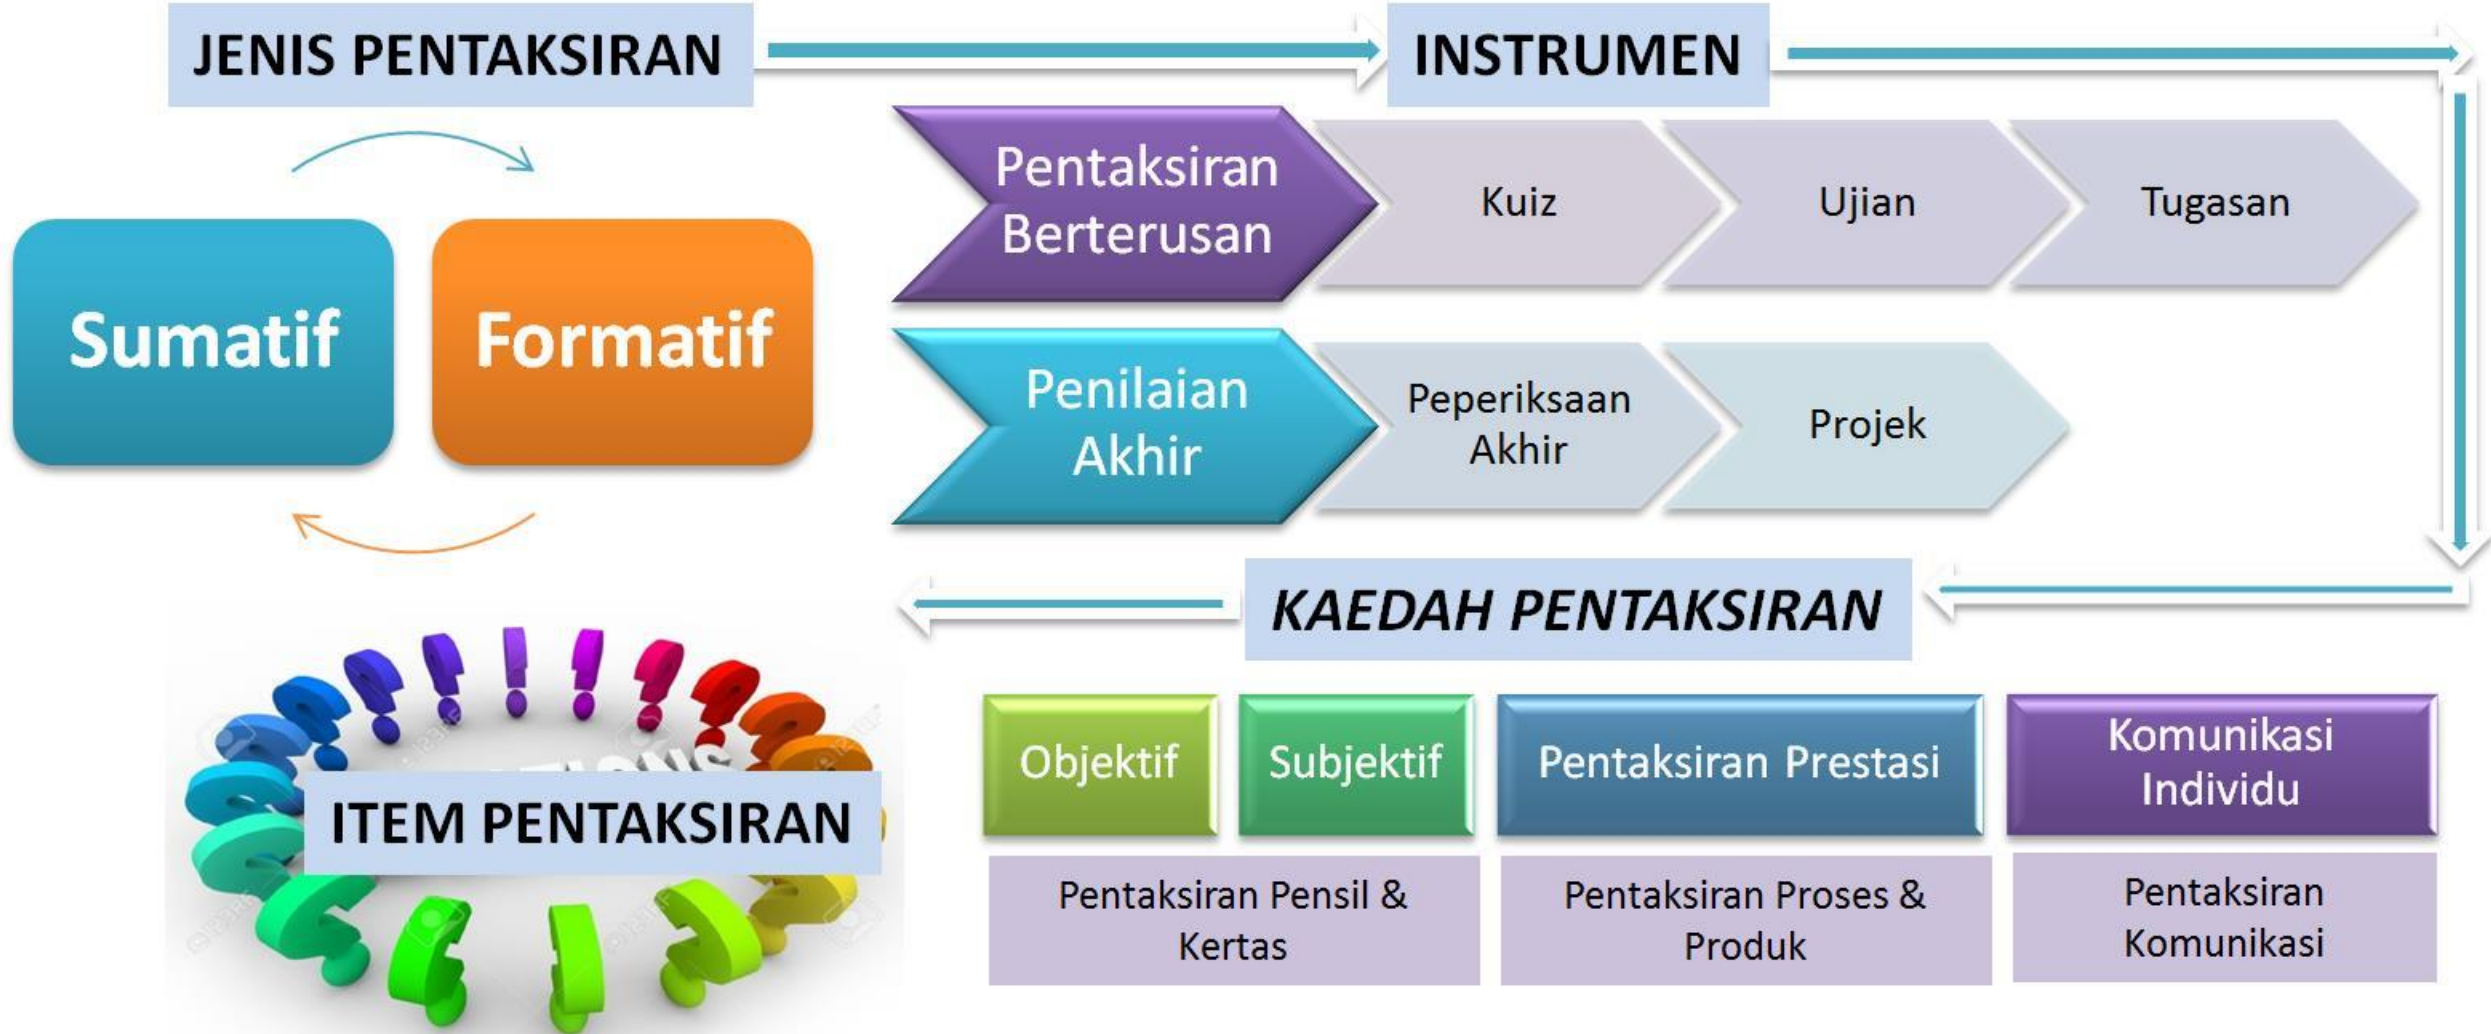 JENIS PENTAKSIRAN
INSTRUMEN
Sumatif
Formatif
Pentaksiran
Berterusan
Kuiz
Ujian
Tugasan
Penilaian
Akhir
Peperiksaan
Akhir
Projek
KAEDAH PENTAKSIRAN
Objektif
Subjektif
Pentaksiran Prestasi
Komunikasi
Individu
Pentaksiran Pensil &
Kertas
Pentaksiran Proses &
Produk
Pentaksiran
Komunikasi
ITEM PENTAKSIRAN